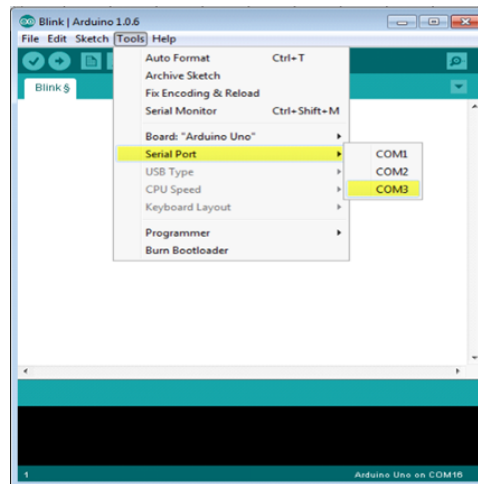 Blink | Arduino 1.0.6
File Edit Sketch Tools Help
Blink §
Auto Format Ctrl+T
Archive Sketch
Fix Encoding & Reload
Serial Monitor Ctrl+Shift+M
Board: "Arduino Uno"
Serial Port
USB Type
CPU Speed
Keyboard Layout
Programmer
Burn Bootloader
COM1
COM2
COM3
1 Arduino Uno on COM16